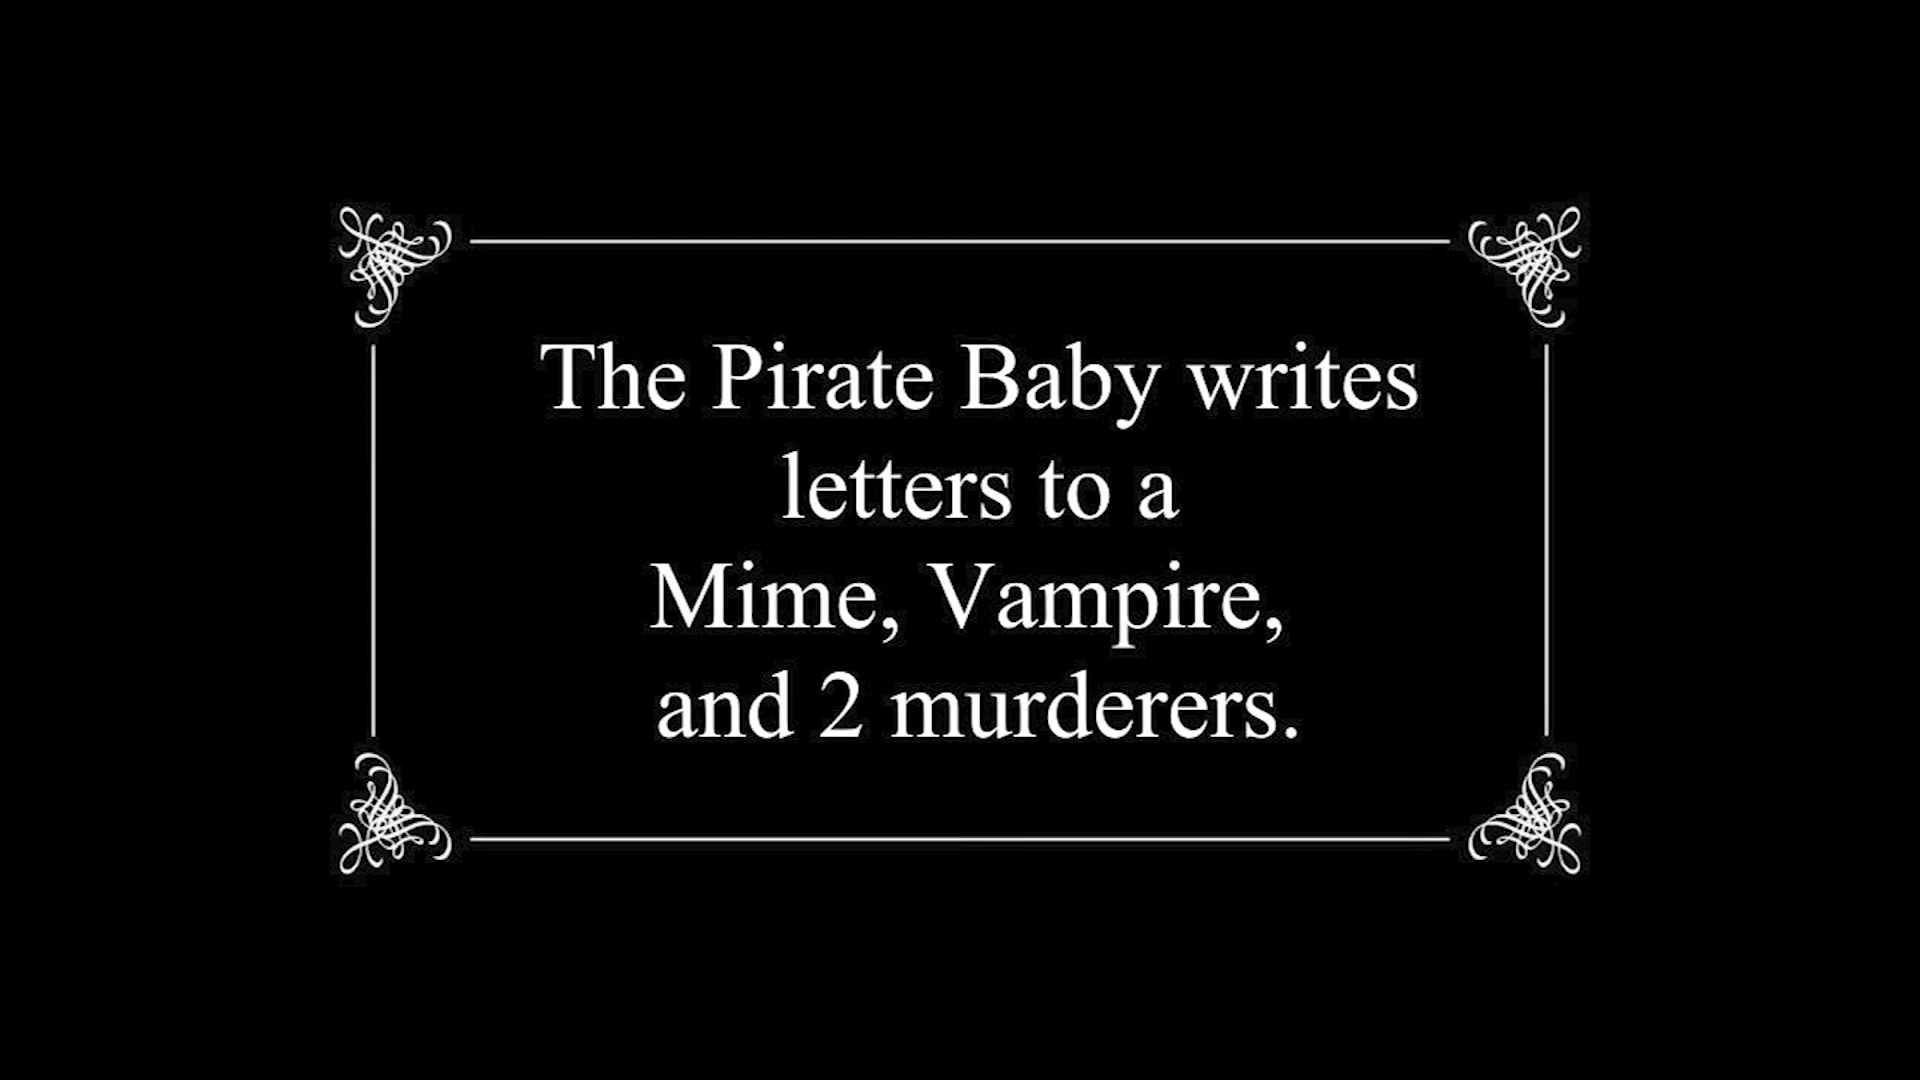 The Pirate Baby writes
letters to a
Mime, Vampire,
and 2 murderers.